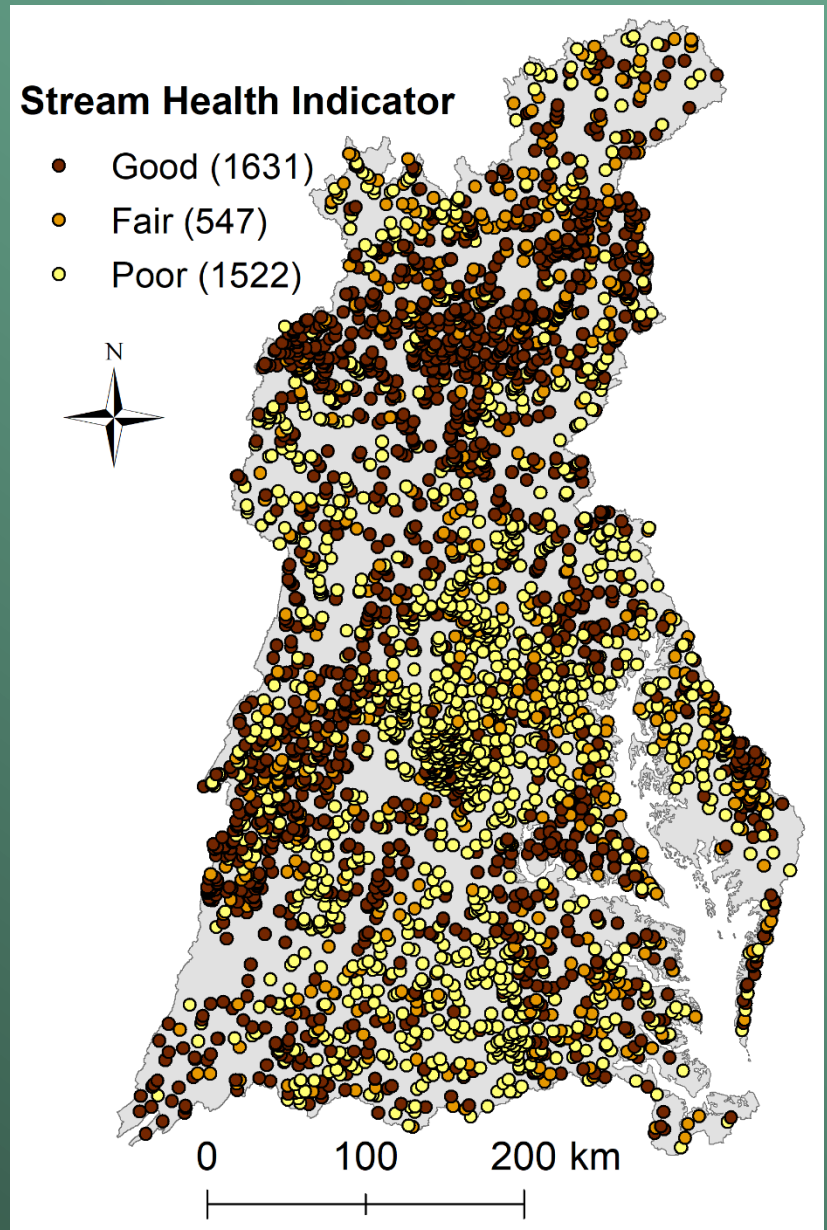 Stream Health Indicator
Good (1631)
Fair (547)
Poor (1522)
N
0 100 200 km